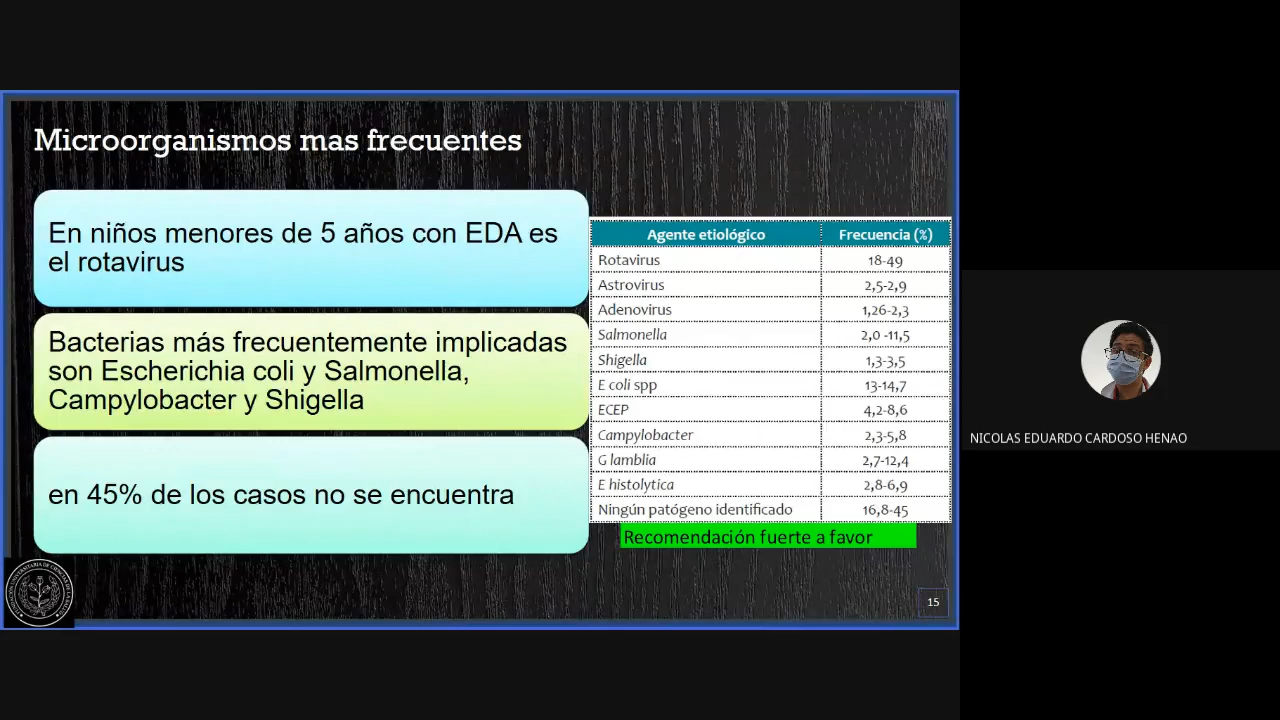 Microorganismos mas frecuentes
En niños menores de 5 años con EDA es
el rotavirus
Bacterias más frecuentemente implicadas
son Escherichia coli y Salmonella,
Campylobacter y Shigella
en 45% de los casos no se encuentra
Agente etiológico Frecuencia (%)
Rotavirus 18-49
Astrovirus 2,5-2,9
Adenovirus 1,26-2,3
Salmonella 2,0 -11,5
Shigella 1,3-3,5
E coli spp 13-14,7
ECEP 4,2-8,6
Campylobacter 2,3-5,8
G lamblia 2,7-12,4
E histolytica 2,8-6,9
Ningún patógeno identificado 16,8-45
Recomendación fuerte a favor
15
NICOLAS EDUARDO CARDOSO HENAO